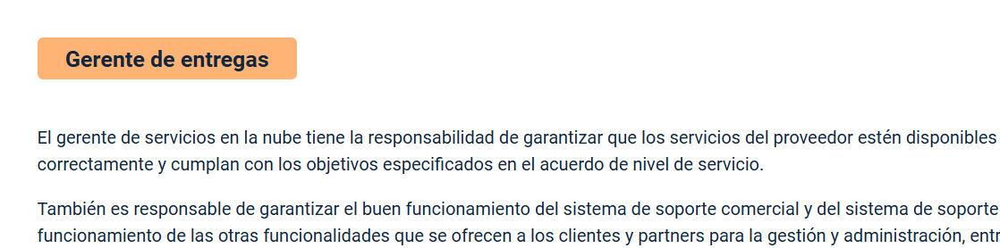 Gerente de entregas
El gerente de servicios en la nube tiene la responsabilidad de garantizar que los servicios del proveedor estén disponibles
correctamente y cumplan con los objetivos especificados en el acuerdo de nivel de servicio.
También es responsable de garantizar el buen funcionamiento del sistema de soporte comercial y del sistema de soporte
funcionamiento de las otras funcionalidades que se ofrecen a los clientes y partners para la gestión y administración, entr